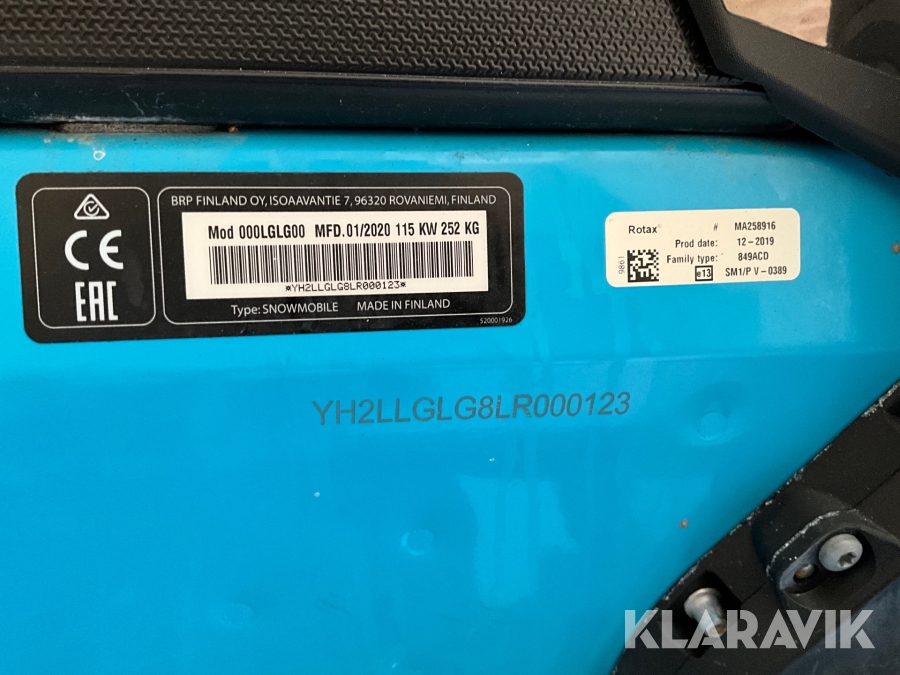 BRP FINLAND OY, ISOAAVANTIE 7, 96320 ROVANIEMI, FINLAND
Mod 000LGLG00 MFD.01/2020 115 KW 252 KG
*YH2LLGLG8LR000123*
Type: SNOWMOBILE MADE IN FINLAND
520001926
CE
EAC
Rotax # MA258916
Prod date: 12-2019
Family type: 849ACD
e13 SM1/P V-0389
9861
YH2LLGLG8LR000123
KLARAVIK